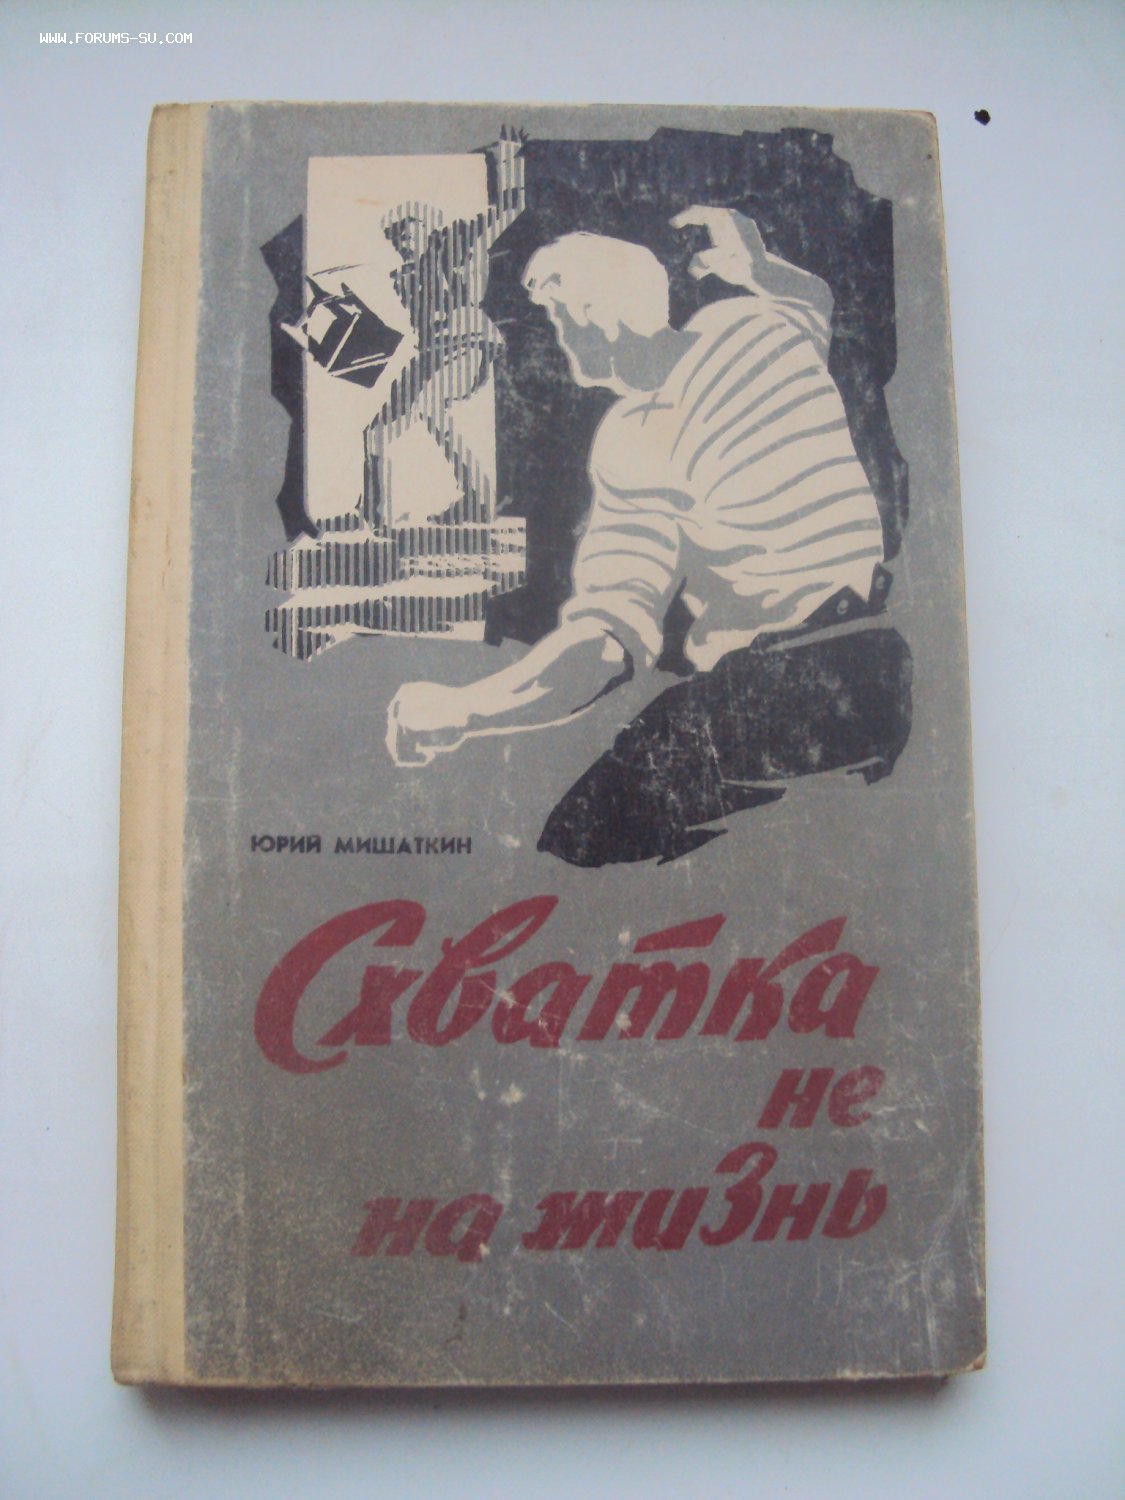 WWW.FORUMS-SU.COM
ЮРИЙ МИШАТКИН
Схватка
не
на жизнь